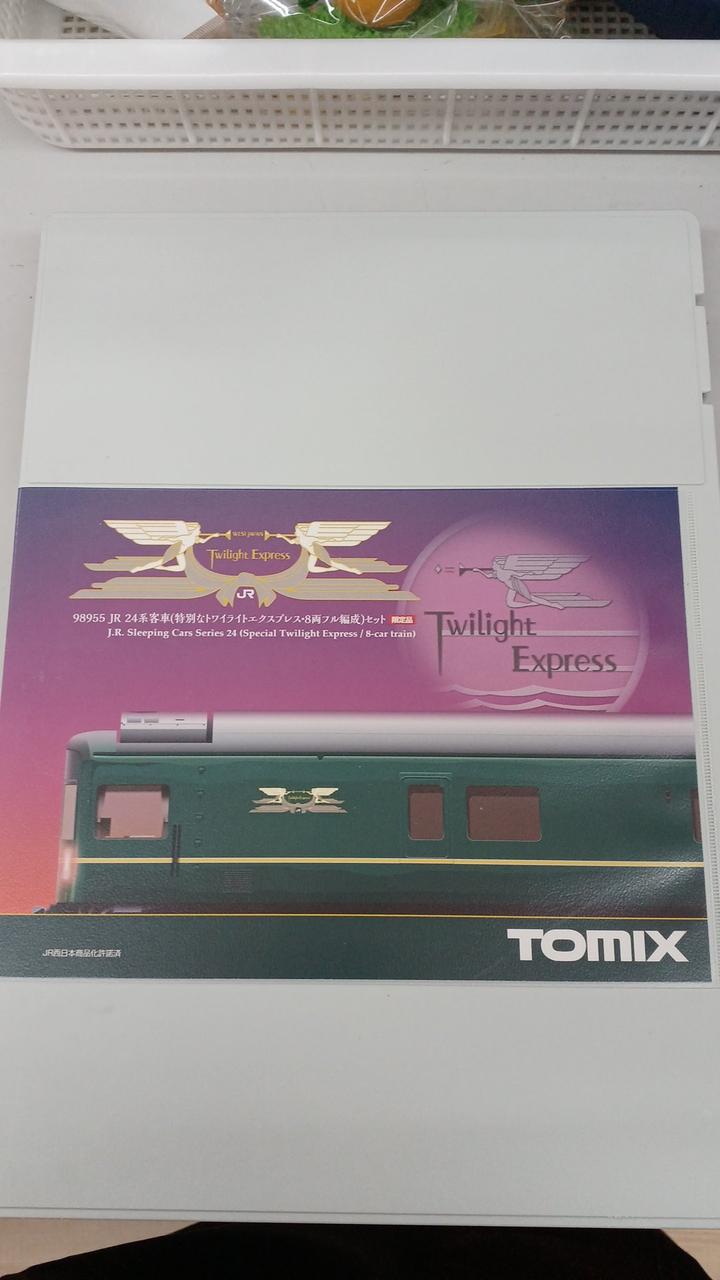 WEST JAPAN
Twilight Express
JR
98955 JR 24系客車(特別なトワイライトエクスプレス・8両フル編成)セット 限定品
J.R. Sleeping Cars Series 24 (Special Twilight Express / 8-car train)
Twilight
Express
TOMIX
JR西日本商品化許諾済